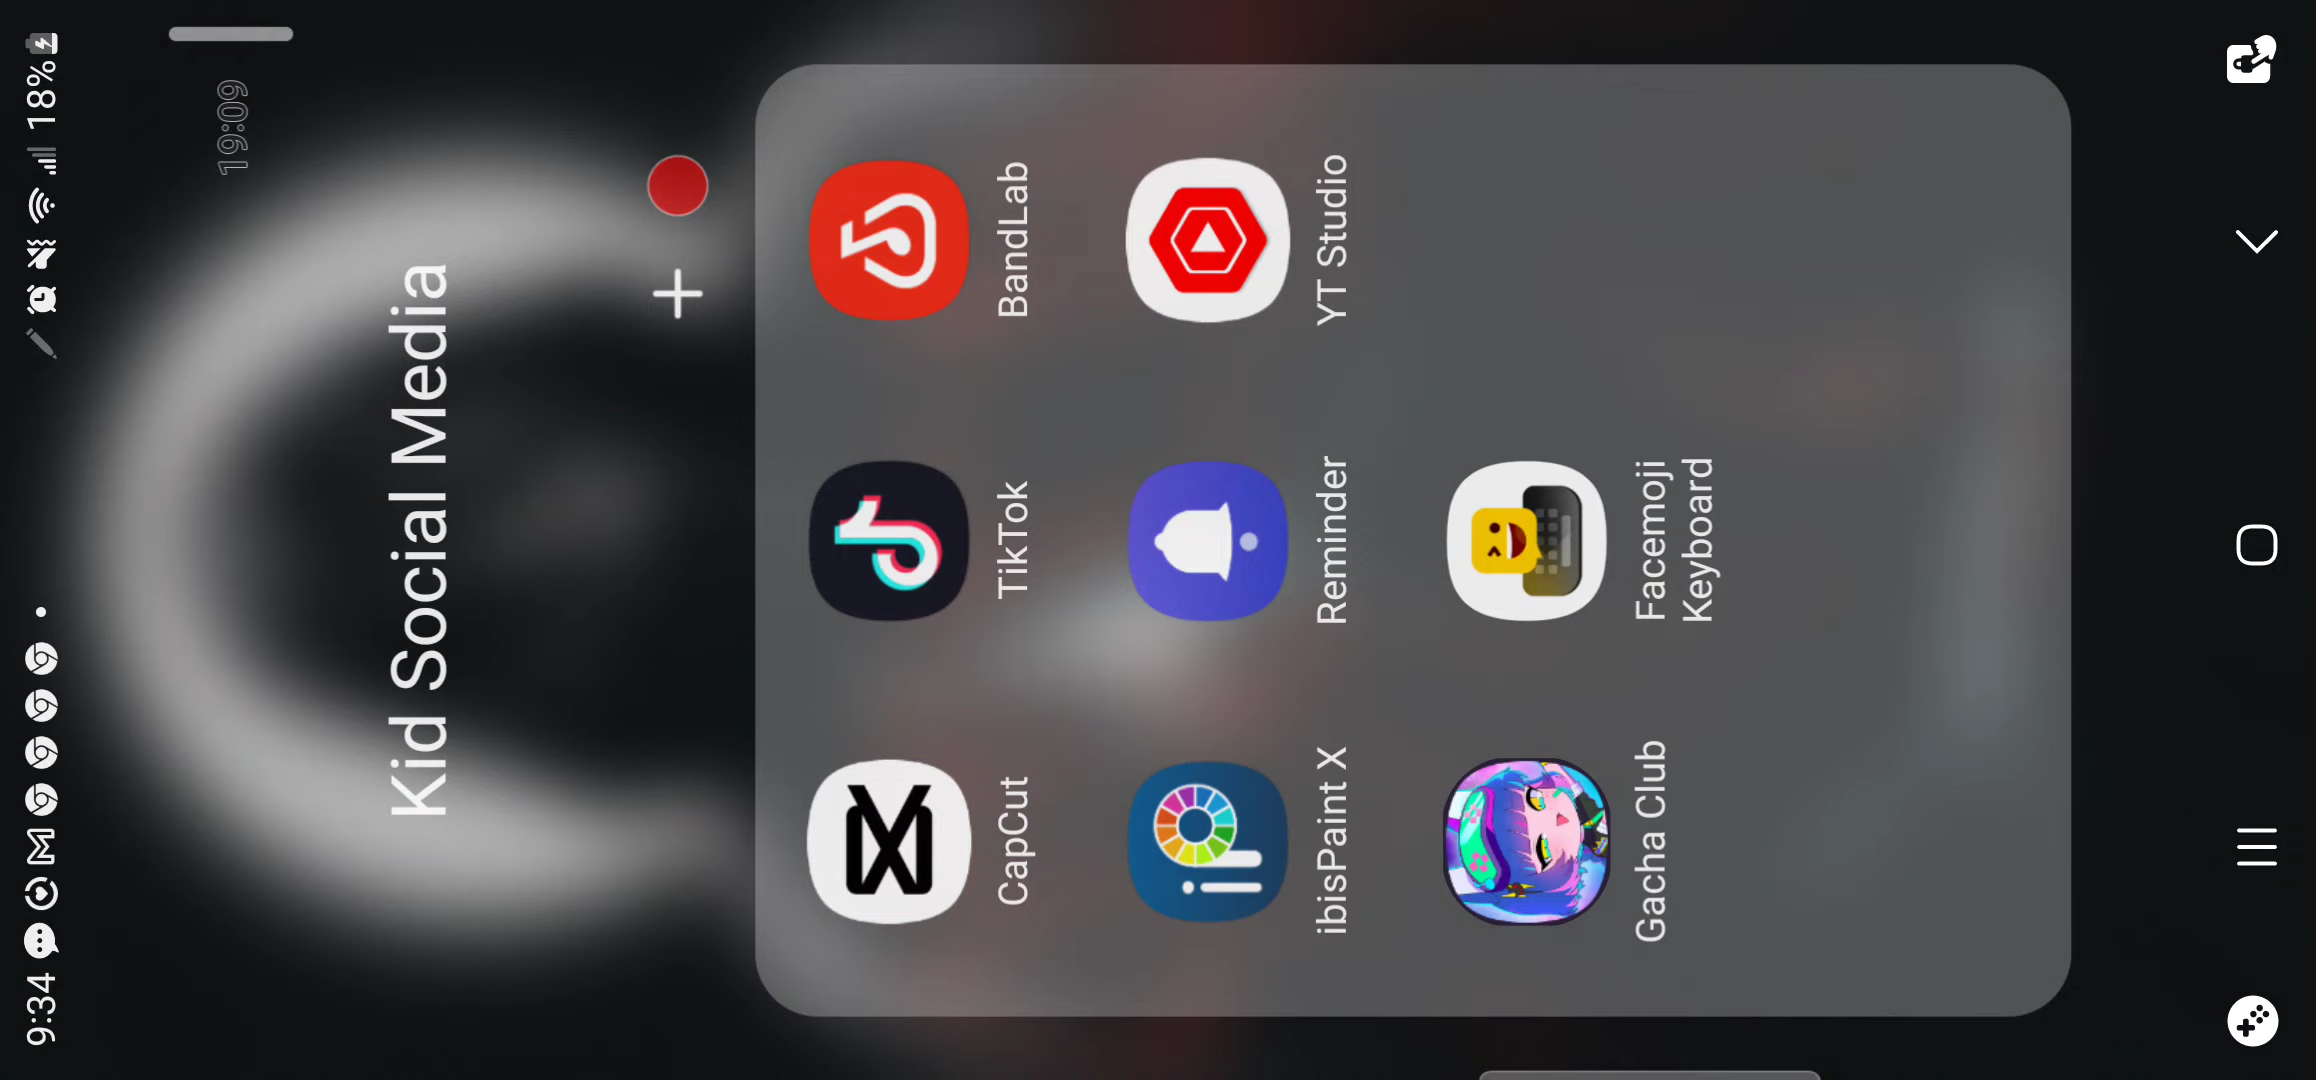 9:34
18%
19:09
Kid Social Media
CapCut
TikTok
BandLab
ibisPaint X
Reminder
YT Studio
Gacha Club
Facemoji
Keyboard